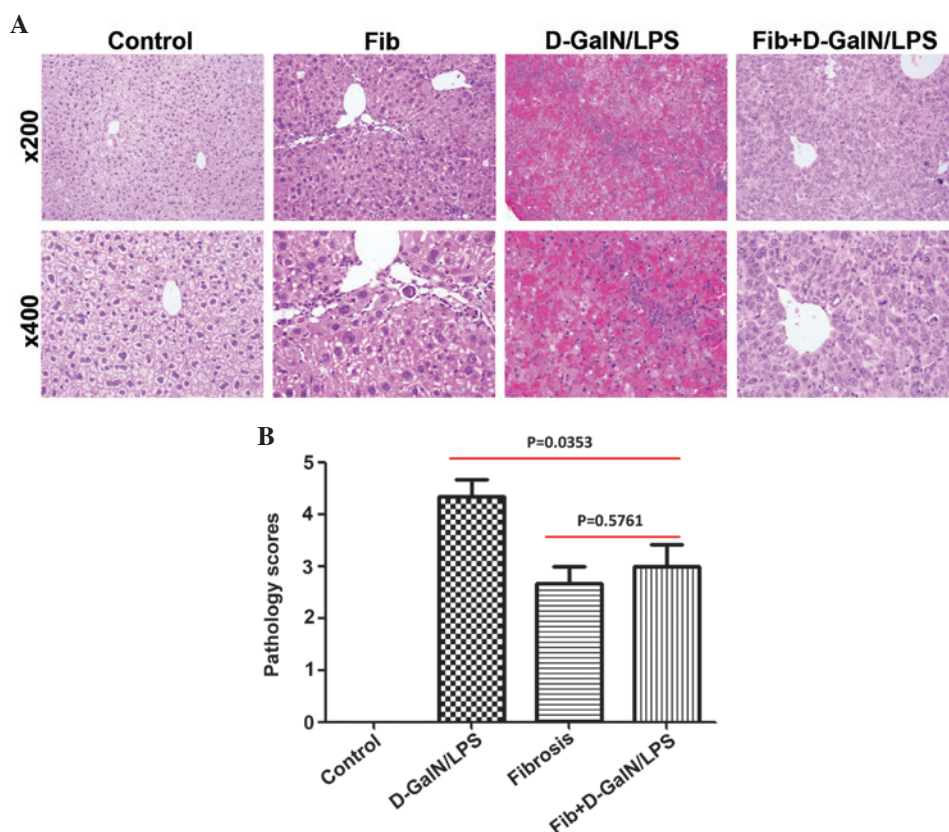 A
Control Fib D-GalN/LPS Fib+D-GalN/LPS
x200
x400
B
P=0.0353
P=0.5761
Pathology scores
5
4
3
2
1
0
Control
D-GalN/LPS
Fibrosis
Fib+D-GalN/LPS